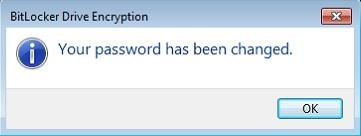 BitLocker Drive Encryption
Your password has been changed.
OK